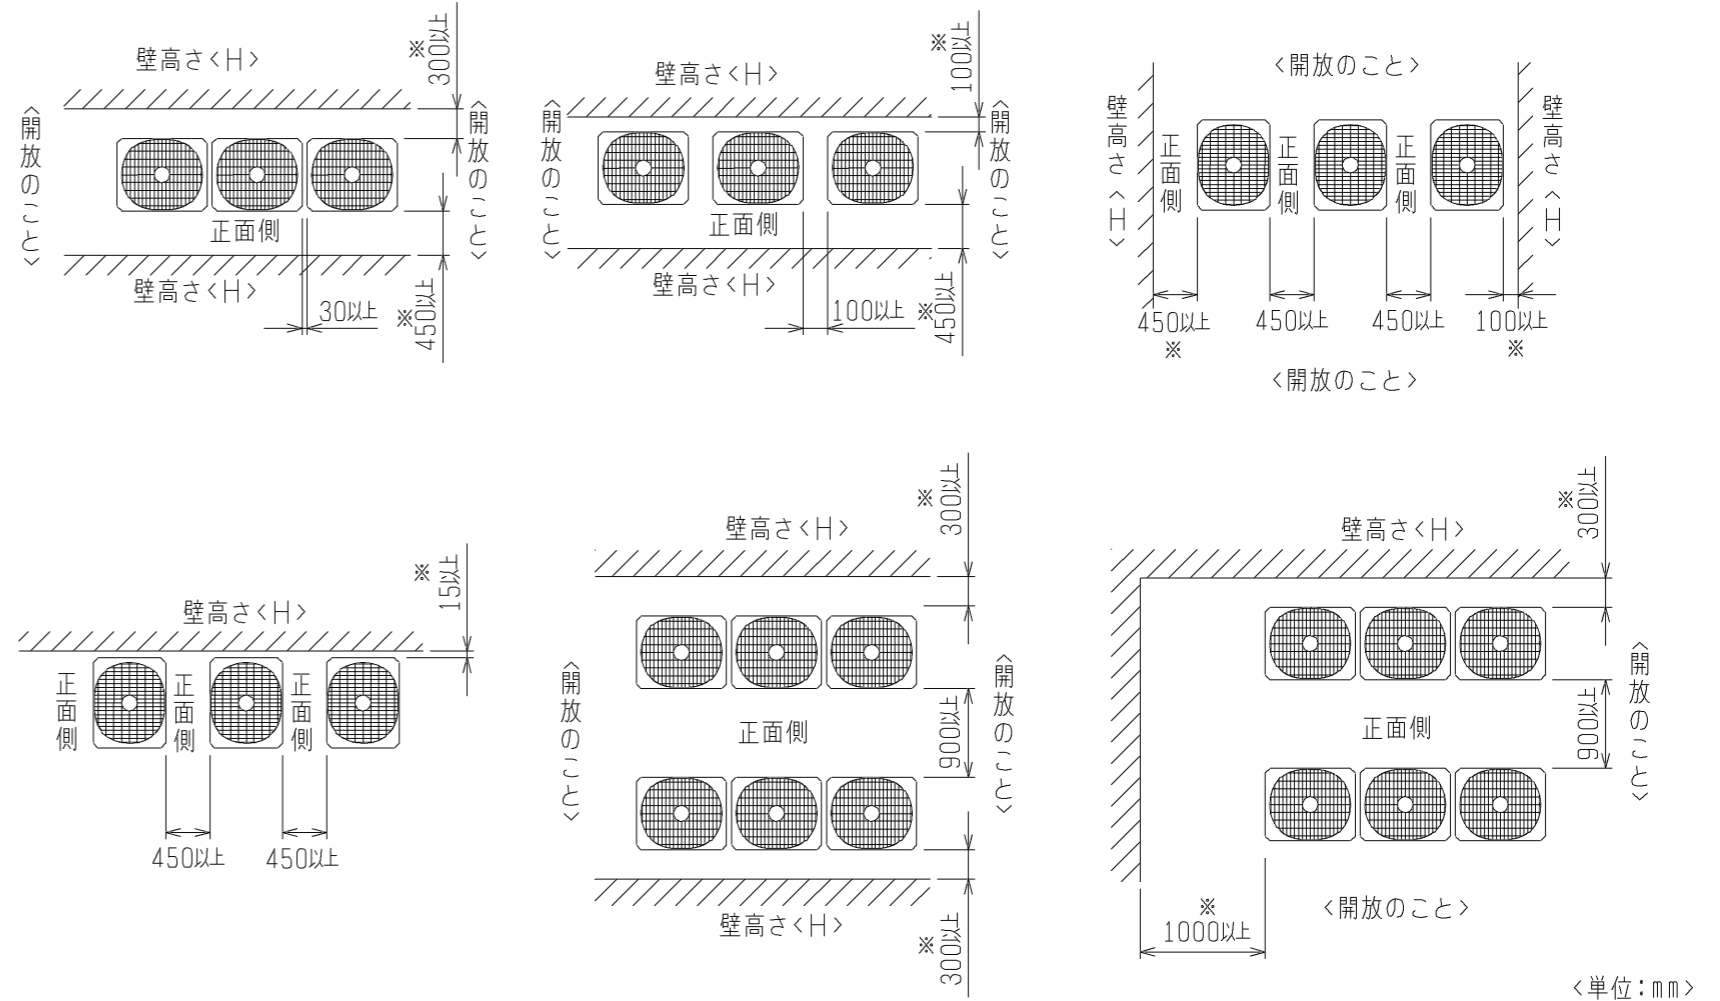 壁高さ<H>
※
300以上
<開放のこと>
<開放のこと>
正面側
壁高さ<H>
30以上
※
450以上
壁高さ<H>
※
100以上
<開放のこと>
<開放のこと>
正面側
壁高さ<H>
100以上
※
450以上
<開放のこと>
壁高さ<H>
正面側
正面側
正面側
壁高さ<H>
450以上
※
450以上
450以上
100以上
※
<開放のこと>
壁高さ<H>
※
15以上
正面側
正面側
正面側
450以上
450以上
壁高さ<H>
※
300以上
<開放のこと>
正面側
900以上
<開放のこと>
壁高さ<H>
※
300以上
壁高さ<H>
※
300以上
正面側
900以上
<開放のこと>
※
1000以上
<開放のこと>
<単位:mm>